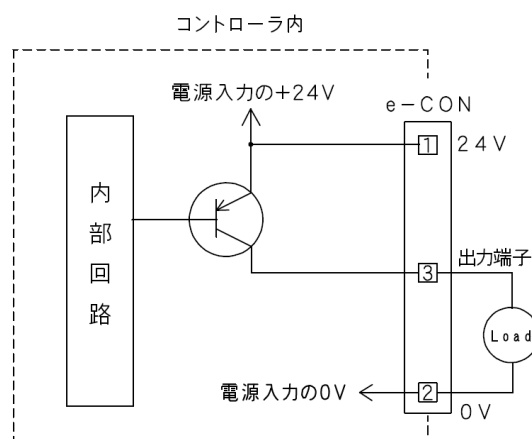 コントローラ内
電源入力の+24V
e-CON
1
24V
内部回路
3
出力端子
Load
電源入力の0V
2
0V